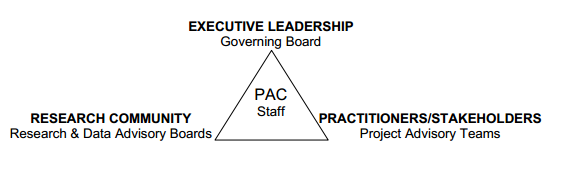 EXECUTIVE LEADERSHIP
Governing Board
PAC
Staff
RESEARCH COMMUNITY
Research & Data Advisory Boards
PRACTITIONERS/STAKEHOLDERS
Project Advisory Teams